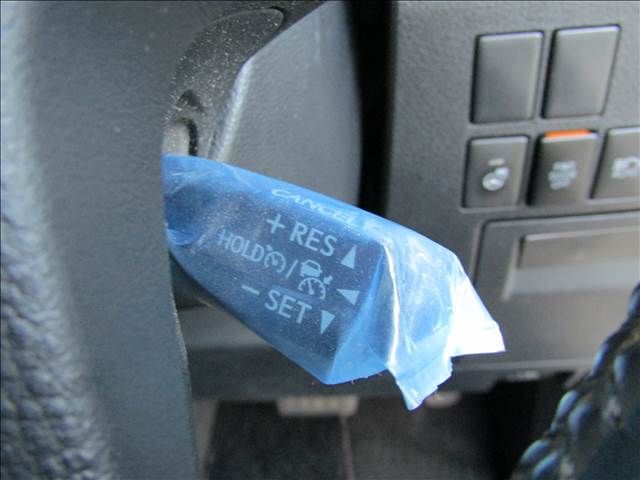 CANCEL
+ RES ▲
HOLD / ◄
− SET ▼